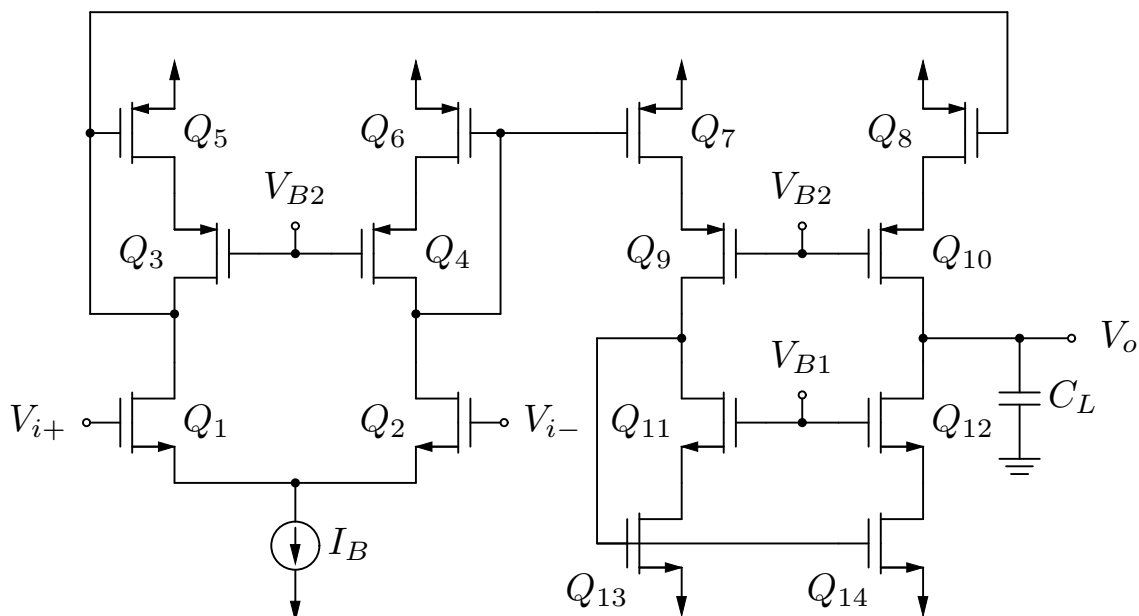 Q5 Q6 Q7 Q8
VB2 VB2
Q3 Q4 Q9 Q10
Vo
VB1
CL
Vi+ Q1 Q2 Vi− Q11 Q12
IB
Q13 Q14